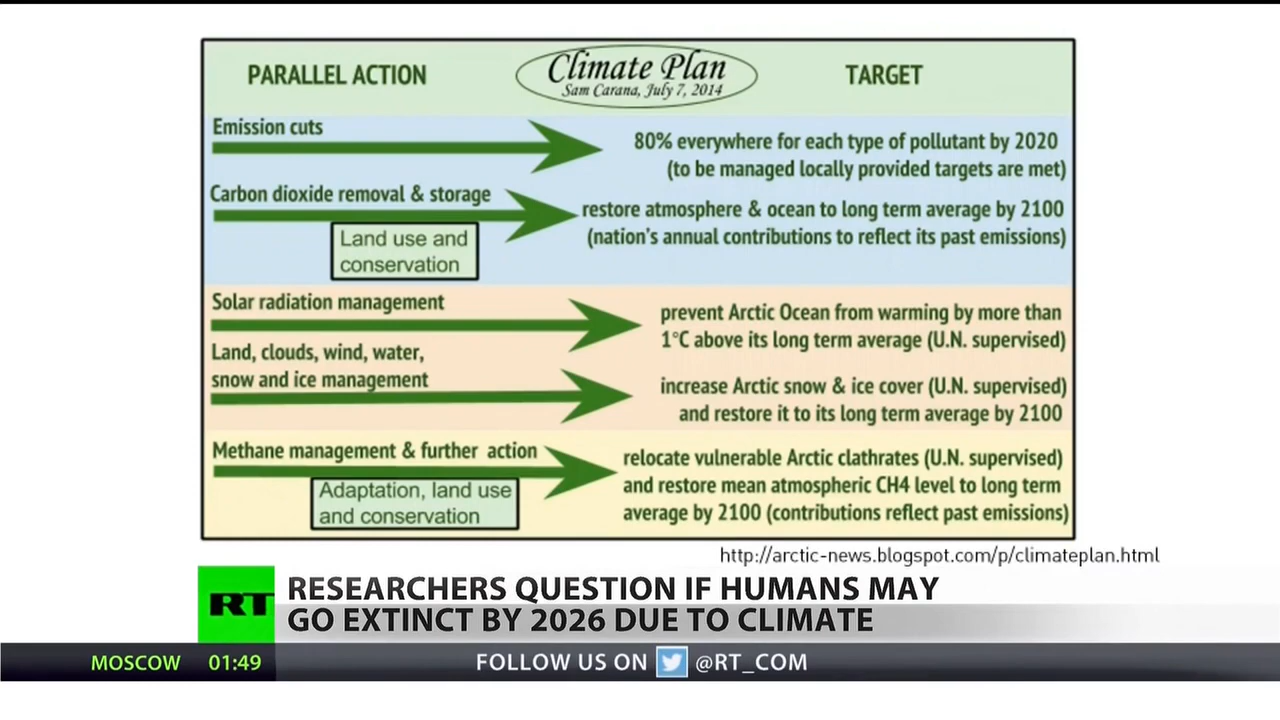 PARALLEL ACTION
Climate Plan
Sam Carana, July 7, 2014
TARGET
Emission cuts
80% everywhere for each type of pollutant by 2020
(to be managed locally provided targets are met)
Carbon dioxide removal & storage
restore atmosphere & ocean to long term average by 2100
(nation's annual contributions to reflect its past emissions)
Land use and
conservation
Solar radiation management
prevent Arctic Ocean from warming by more than
1°C above its long term average (U.N. supervised)
Land, clouds, wind, water,
snow and ice management
increase Arctic snow & ice cover (U.N. supervised)
and restore it to its long term average by 2100
Methane management & further action
relocate vulnerable Arctic clathrates (U.N. supervised)
and restore mean atmospheric CH4 level to long term
average by 2100 (contributions reflect past emissions)
Adaptation, land use
and conservation
http://arctic-news.blogspot.com/p/climateplan.html
RT
RESEARCHERS QUESTION IF HUMANS MAY
GO EXTINCT BY 2026 DUE TO CLIMATE
MOSCOW 01:49
FOLLOW US ON @RT_COM